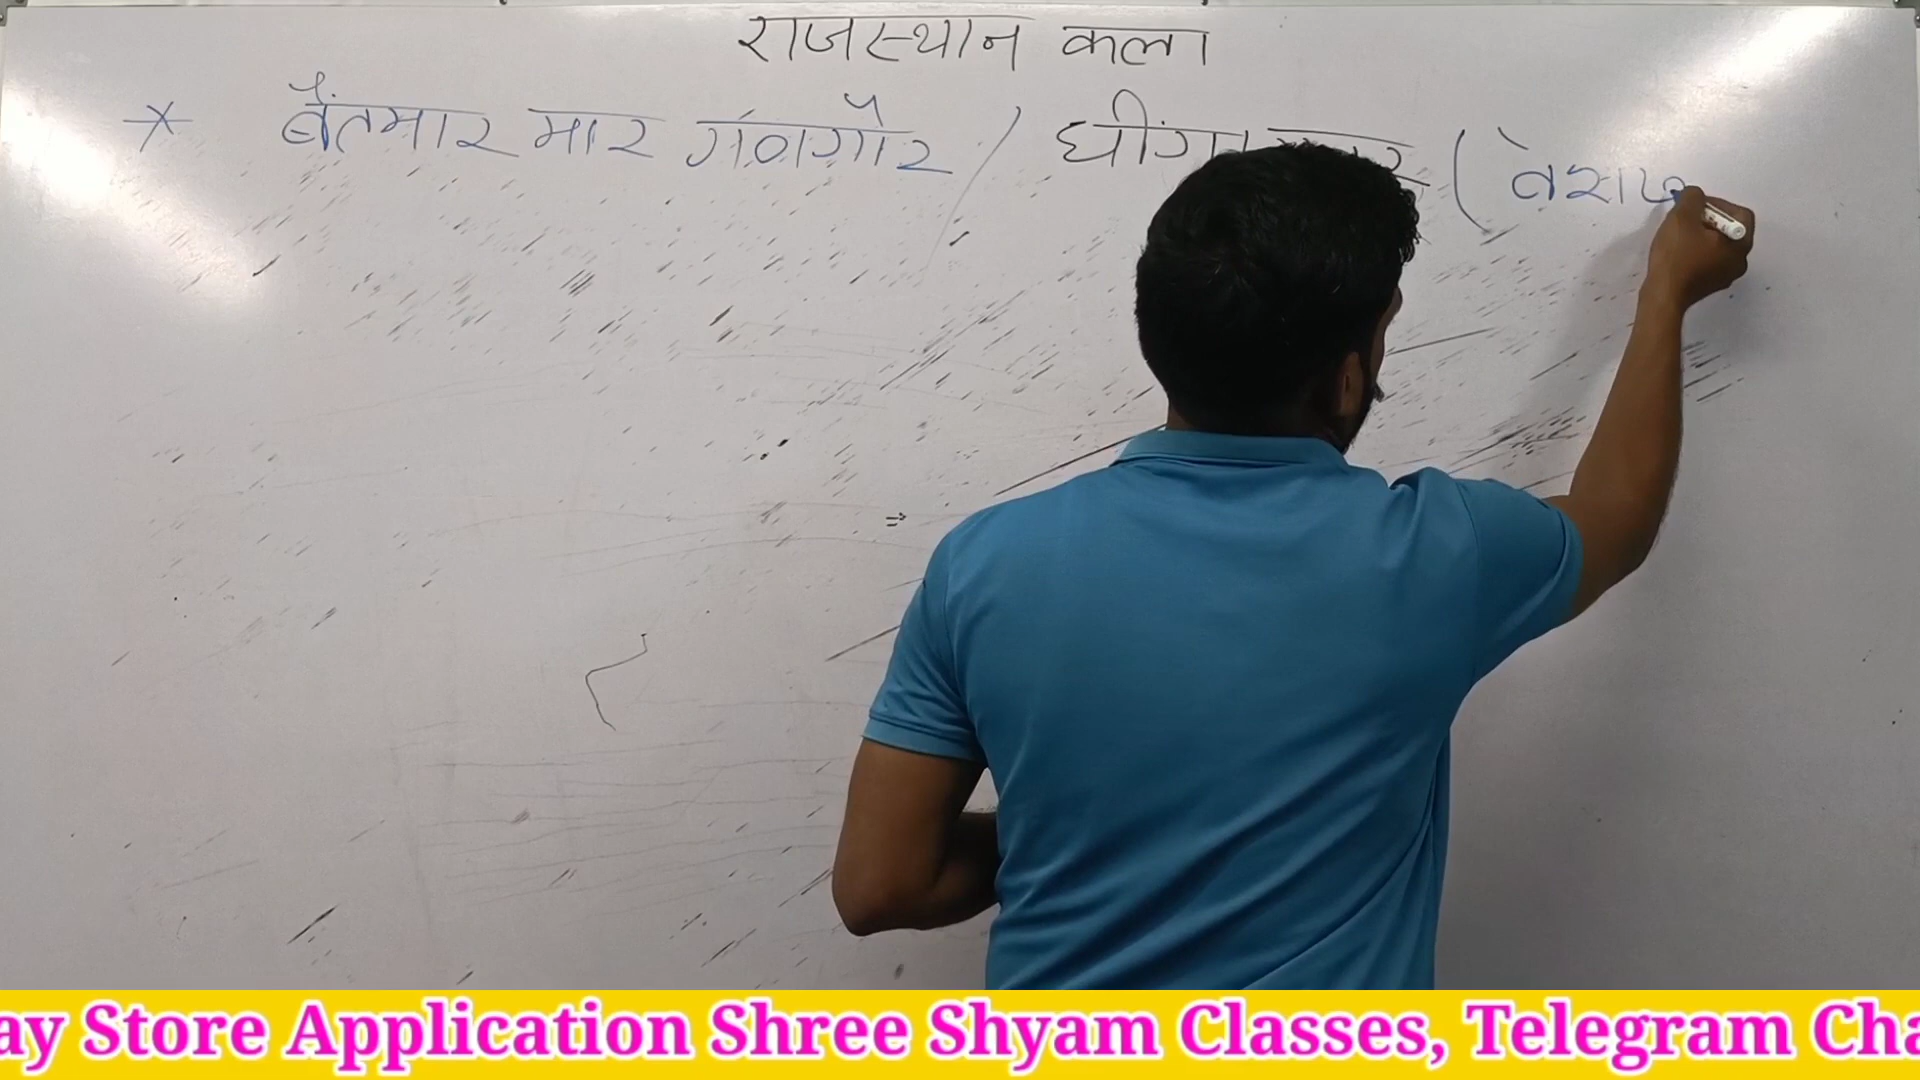 राजस्थान कला
* बैंतमार मार गणगौर / धींगा (
ay Store Application Shree Shyam Classes, Telegram Cha